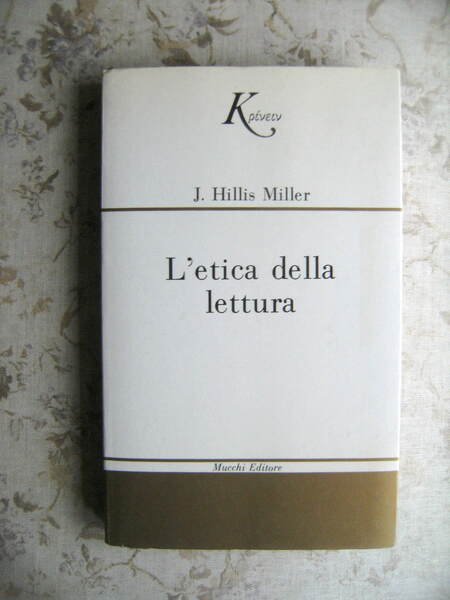 Κρίνειν
J. Hillis Miller
L'etica della
lettura
Mucchi Editore